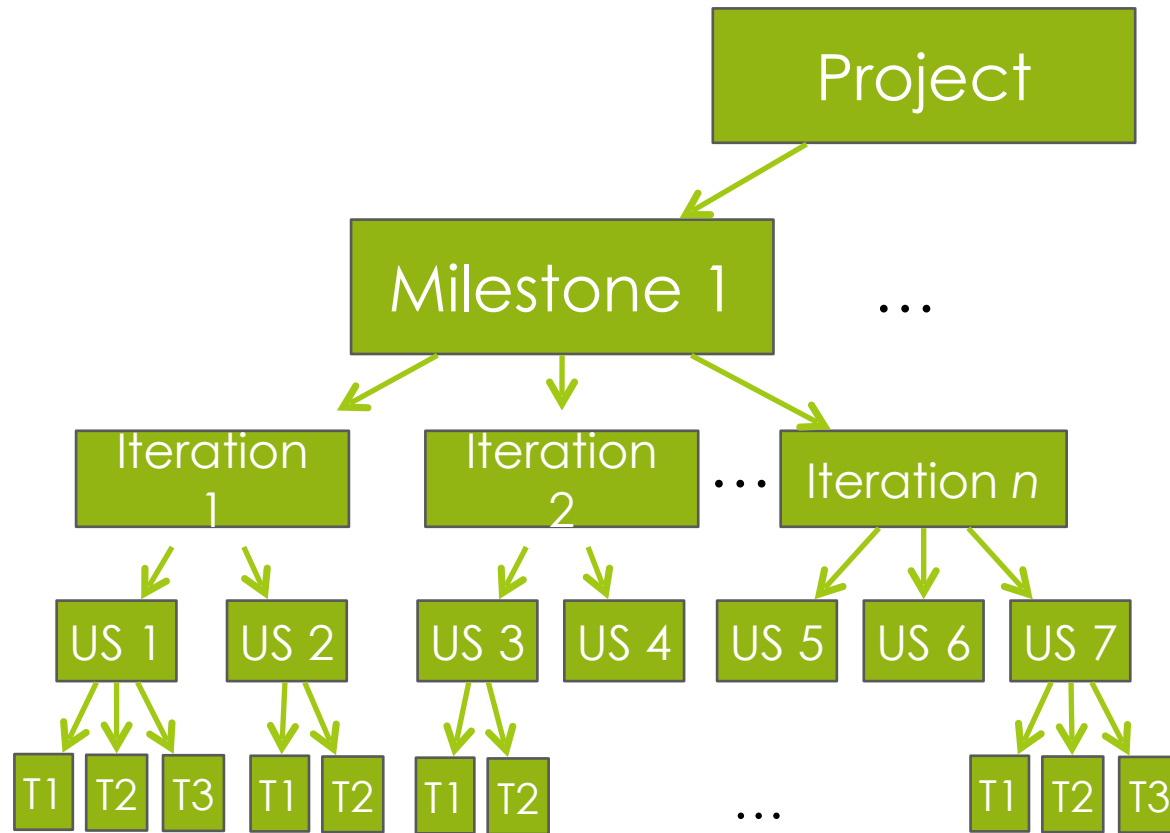 Project
Milestone 1
...
Iteration
1
Iteration
2
...
Iteration n
US 1
US 2
US 3
US 4
US 5
US 6
US 7
T1
T2
T3
T1
T2
T1
T2
...
T1
T2
T3